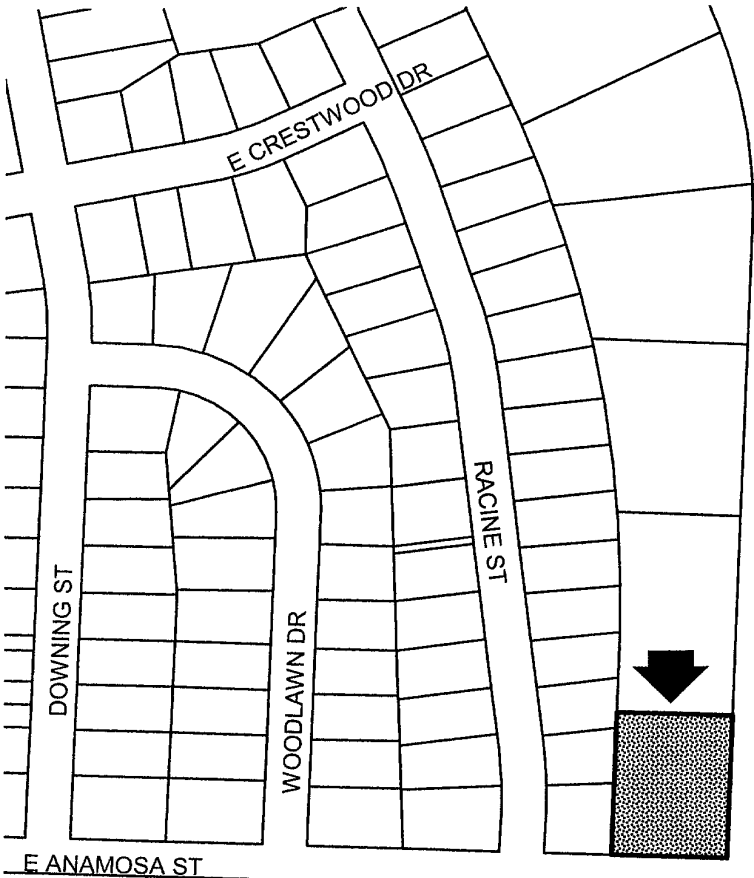 E CRESTWOOD DR
RACINE ST
DOWNING ST
WOODLAWN DR
E ANAMOSA ST